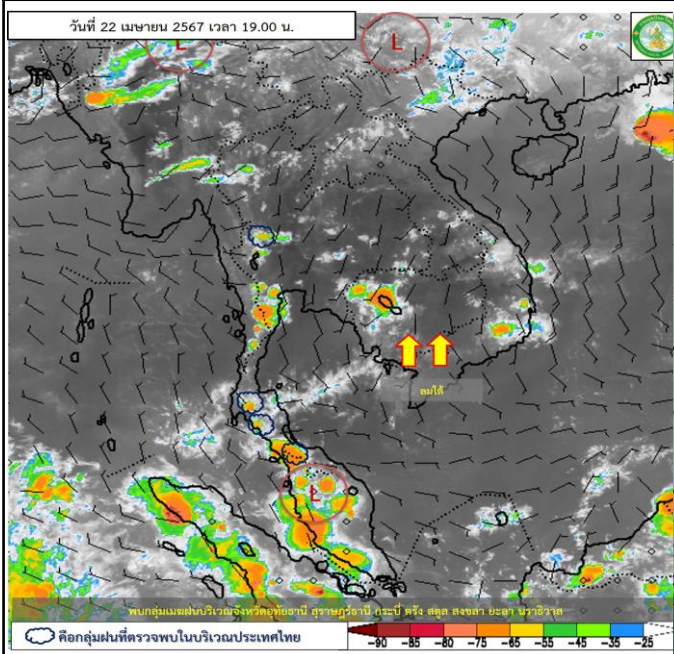 วันที่ 22 เมษายน 2567 เวลา 19.00 น.
L
L
ลมใต้
L
พบกลุ่มเมฆฝนบริเวณจังหวัดอุทัยธานี สุราษฎร์ธานี กระบี่ ตรัง สตูล สงขลา ยะลา นราธิวาส
คือกลุ่มฝนที่ตรวจพบในบริเวณประเทศไทย
-90 -85 -80 -75 -65 -55 -45 -35 -25